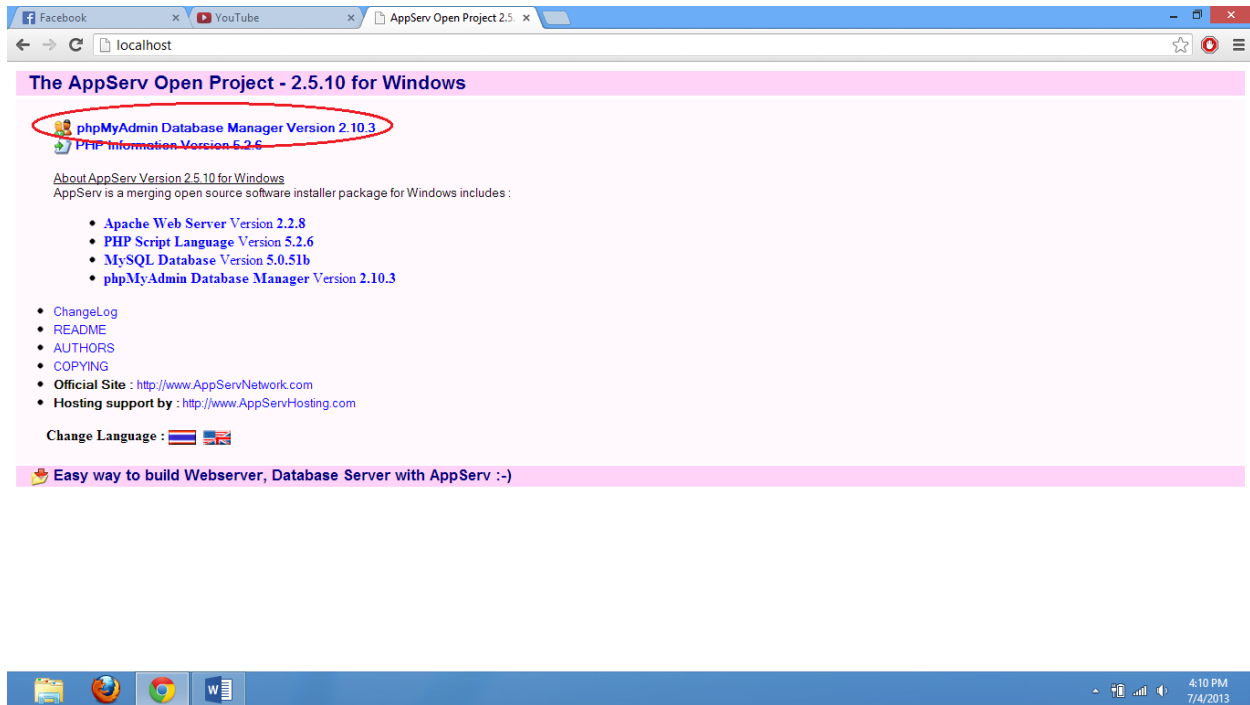 Facebook
YouTube
AppServ Open Project 2.5.
localhost
The AppServ Open Project - 2.5.10 for Windows
phpMyAdmin Database Manager Version 2.10.3
PHP Information Version 5.2.6
About AppServ Version 2.5.10 for Windows
AppServ is a merging open source software installer package for Windows includes :
• Apache Web Server Version 2.2.8
• PHP Script Language Version 5.2.6
• MySQL Database Version 5.0.51b
• phpMyAdmin Database Manager Version 2.10.3
• ChangeLog
• README
• AUTHORS
• COPYING
• Official Site : http://www.AppServNetwork.com
• Hosting support by : http://www.AppServHosting.com
Change Language :
Easy way to build Webserver, Database Server with AppServ :-)
4:10 PM
7/4/2013